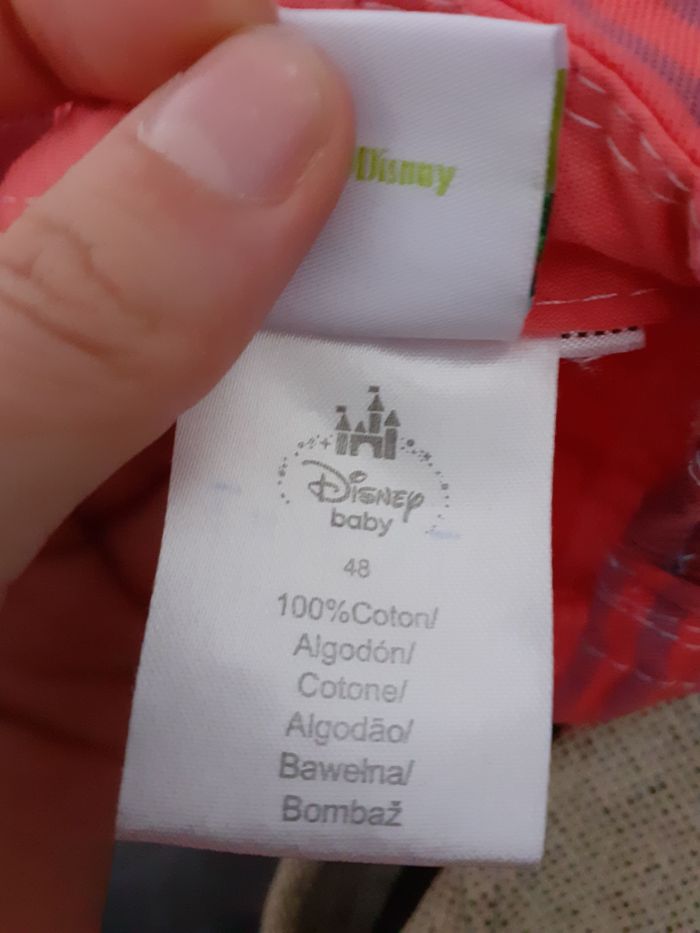 Disney
Disney
baby
48
100%Coton/
Algodón/
Cotone/
Algodão/
Bawełna/
Bombaž